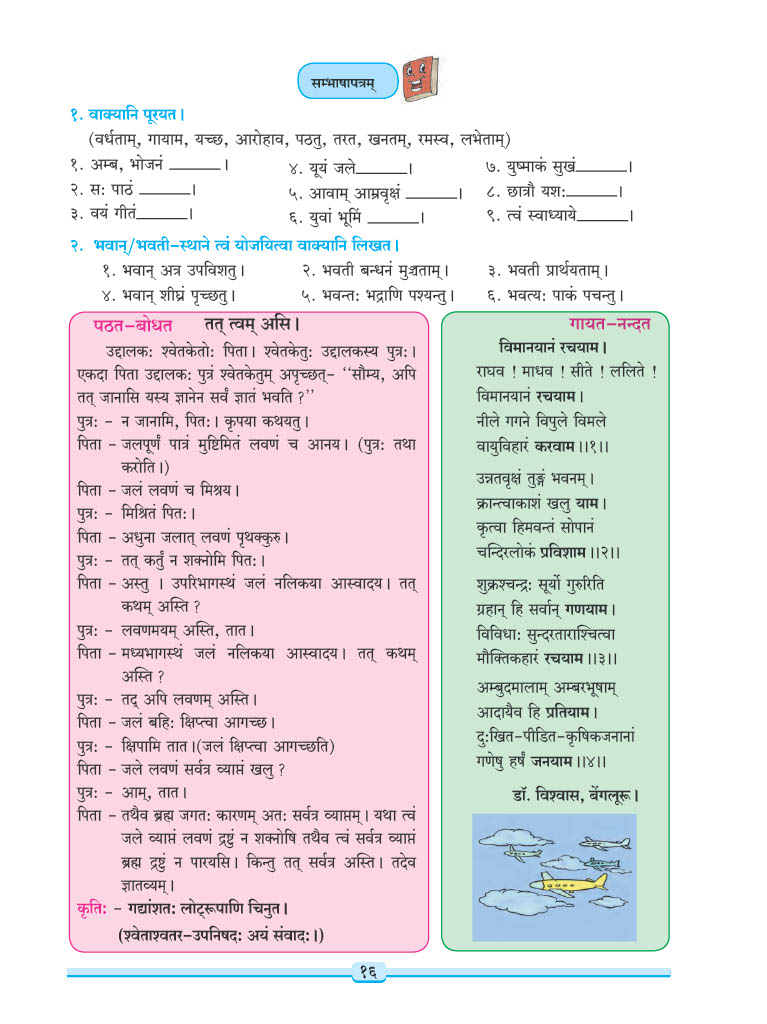 सम्भाषापत्रम्
१. वाक्यानि पूरयत।
(वर्धताम्, गायाम, यच्छ, आरोहाव, पठतु, तरत, खनतम्, रमस्व, लभेताम्)
१. अम्ब, भोजनं ______।
२. स: पाठं ______।
३. वयं गीतं______।
४. यूयं जले______।
५. आवाम् आम्रवृक्षं ______।
६. युवां भूमिं ______।
७. युष्माकं सुखं______।
८. छात्रौ यश:______।
९. त्वं स्वाध्याये______।
२. भवान्/भवती-स्थाने त्वं योजयित्वा वाक्यानि लिखत।
१. भवान् अत्र उपविशतु। २. भवती बन्धनं मुञ्चताम्। ३. भवती प्रार्थयताम्।
४. भवान् शीघ्रं पृच्छतु। ५. भवन्त: भद्राणि पश्यन्तु। ६. भवत्य: पाकं पचन्तु।
पठत-बोधत तत् त्वम् असि।
उद्दालक: श्वेतकेतो: पिता। श्वेतकेतु: उद्दालकस्य पुत्र:।
एकदा पिता उद्दालक: पुत्रं श्वेतकेतुम् अपृच्छत्- ‘‘सौम्य, अपि
तत् जानासि यस्य ज्ञानेन सर्वं ज्ञातं भवति ?’’
पुत्र: - न जानामि, पित:। कृपया कथयतु।
पिता - जलपूर्णं पात्रं मुष्टिमितं लवणं च आनय। (पुत्र: तथा
करोति।)
पिता - जलं लवणं च मिश्रय।
पुत्र: - मिश्रितं पित:।
पिता - अधुना जलात् लवणं पृथक्कुरु।
पुत्र: - तत् कर्तुं न शक्नोमि पित:।
पिता - अस्तु । उपरिभागस्थं जलं नलिकया आस्वादय। तत्
कथम् अस्ति ?
पुत्र: - लवणमयम् अस्ति, तात।
पिता - मध्यभागस्थं जलं नलिकया आस्वादय। तत् कथम्
अस्ति ?
पुत्र: - तद् अपि लवणम् अस्ति।
पिता - जलं बहि: क्षिप्त्वा आगच्छ।
पुत्र: - क्षिपामि तात।(जलं क्षिप्त्वा आगच्छति)
पिता - जले लवणं सर्वत्र व्याप्तं खलु ?
पुत्र: - आम्, तात।
पिता - तथैव ब्रह्म जगत: कारणम् अत: सर्वत्र व्याप्तम्। यथा त्वं
जले व्याप्तं लवणं द्रष्टुं न शक्नोषि तथैव त्वं सर्वत्र व्याप्तं
ब्रह्म द्रष्टुं न पारयसि। किन्तु तत् सर्वत्र अस्ति। तदेव
ज्ञातव्यम्।
कृति: - गद्यांशत: लोट्रूपाणि चिनुत।
(श्वेताश्वतर-उपनिषद: अयं संवाद:।)
गायत-नन्दत
विमानयानं रचयाम।
राघव ! माधव ! सीते ! ललिते !
विमानयानं रचयाम।
नीले गगने विपुले विमले
वायुविहारं करवाम।।१।।
उन्नतवृक्षं तुङ्गं भवनम्।
क्रान्त्वाकाशं खलु याम।
कृत्वा हिमवन्तं सोपानं
चन्दिरलोकं प्रविशाम।।२।।
शुक्रश्चन्द्र: सूर्यो गुरुरिति
ग्रहान् हि सर्वान् गणयाम।
विविधा: सुन्दरताराश्चित्वा
मौक्तिकहारं रचयाम।।३।।
अम्बुदमालाम् अम्बरभूषाम्
आदायैव हि प्रतियाम।
दु:खित-पीडित-कृषिकजनानां
गणेषु हर्षं जनयाम।।४।।
डॉ. विश्वास, बेंगलूरू।
१६